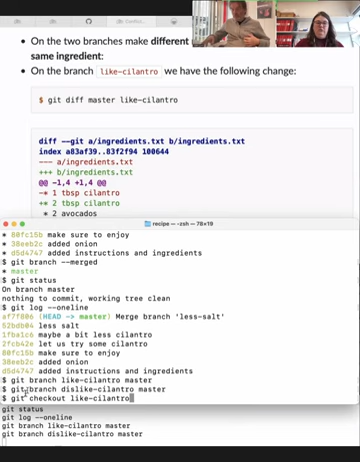 • On the two branches make different
same ingredient:
• On the branch like-cilantro we have the following change:
$ git diff master like-cilantro
diff --git a/ingredients.txt b/ingredients.txt
index a83af39..83f2f94 100644
--- a/ingredients.txt
+++ b/ingredients.txt
@@ -1,4 +1,4 @@
-* 1 tbsp cilantro
+* 2 tbsp cilantro
* 2 avocados
recipe — -zsh — 78×19
* 80fc15b make sure to enjoy
* 38eeb2c added onion
* d5d4747 added instructions and ingredients
$ git branch --merged
* master
$ git status
On branch master
nothing to commit, working tree clean
$ git log --oneline
af7f806 (HEAD -> master) Merge branch 'less-salt'
52bdb04 less salt
1fba1c6 maybe a bit less cilantro
2fcb42e let us try some cilantro
80fc15b make sure to enjoy
38eeb2c added onion
d5d4747 added instructions and ingredients
$ git branch like-cilantro master
$ git branch dislike-cilantro master
$ git checkout like-cilantro
git status
git log --oneline
git branch like-cilantro master
git branch dislike-cilantro master